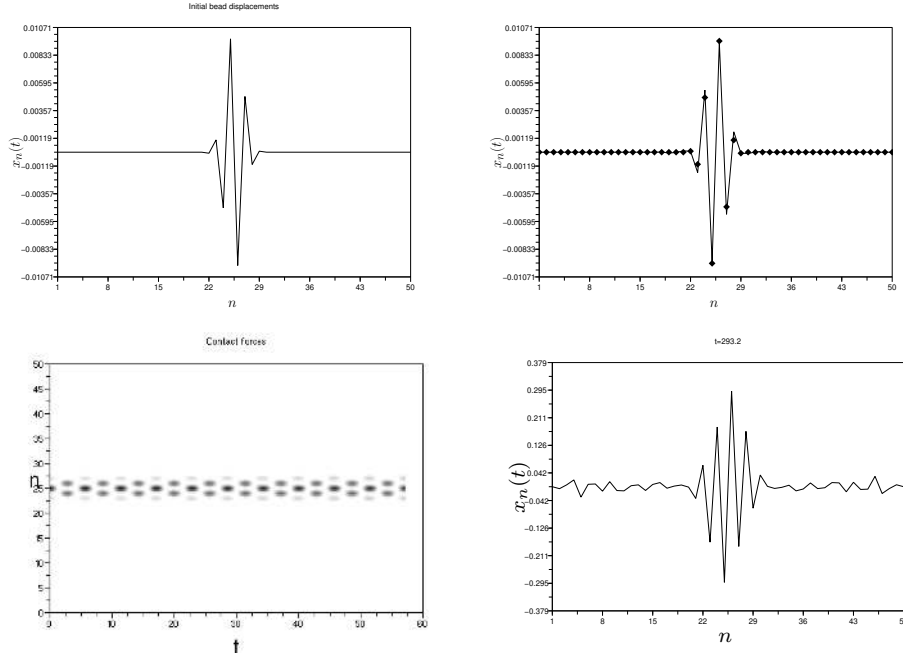 Initial bead displacements
0.01071
0.00833
0.00595
0.00357
0.00119
−0.00119
−0.00357
−0.00595
−0.00833
−0.01071
x_n(t)
1 8 15 22 29 36 43 50
n
0.01071
0.00833
0.00595
0.00357
0.00119
−0.00119
−0.00357
−0.00595
−0.00833
−0.01071
x_n(t)
1 8 15 22 29 36 43 50
n
Contact forces
50
45
40
35
30
25
20
15
10
5
0
n
0 10 20 30 40 50 60
t
t=293.2
0.379
0.295
0.211
0.126
0.042
−0.042
−0.126
−0.211
−0.295
−0.379
x_n(t)
1 8 15 22 29 36 43 50
n